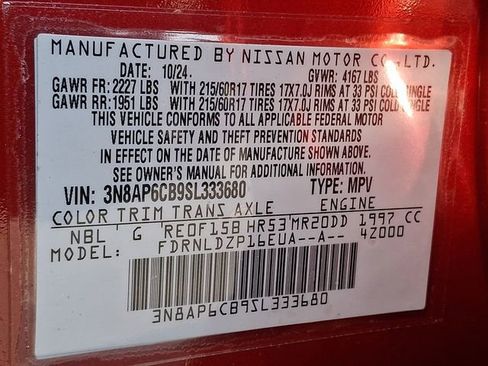 MANUFACTURED BY NISSAN MOTOR CO., LTD.
DATE: 10/24. GVWR: 4167 LBS
GAWR FR: 2227 LBS WITH 215/60R17 TIRES 17X7.0J RIMS AT 33 PSI COLD SINGLE
GAWR RR: 1951 LBS WITH 215/60R17 TIRES 17X7.0J RIMS AT 33 PSI COLD SINGLE
THIS VEHICLE CONFORMS TO ALL APPLICABLE FEDERAL MOTOR
VEHICLE SAFETY AND THEFT PREVENTION STANDARDS
IN EFFECT ON THE DATE OF MANUFACTURE SHOWN ABOVE.
SEE OWNER'S MANUAL FOR ADDITIONAL INFORMATION.
VIN: 3N8AP6CB9SL333680 TYPE: MPV
COLOR TRIM TRANS AXLE ENGINE
NBL G RE0F15B HR53 MR20DD 1997 CC
FDRNLDZP16EUA--A-- 4Z000
3N8AP6CB9SL333680